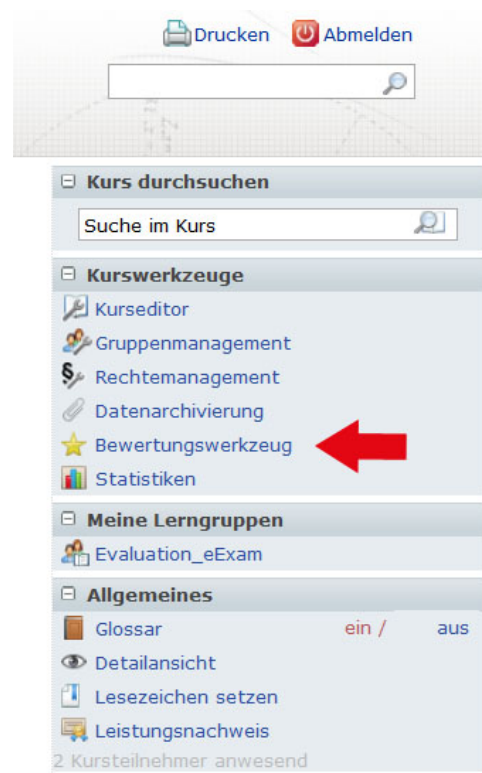 Drucken Abmelden
Kurs durchsuchen
Suche im Kurs
Kurswerkzeuge
Kurseditor
Gruppenmanagement
Rechtemanagement
Datenarchivierung
Bewertungswerkzeug
Statistiken
Meine Lerngruppen
Evaluation_eExam
Allgemeines
Glossar ein / aus
Detailansicht
Lesezeichen setzen
Leistungsnachweis
2 Kursteilnehmer anwesend